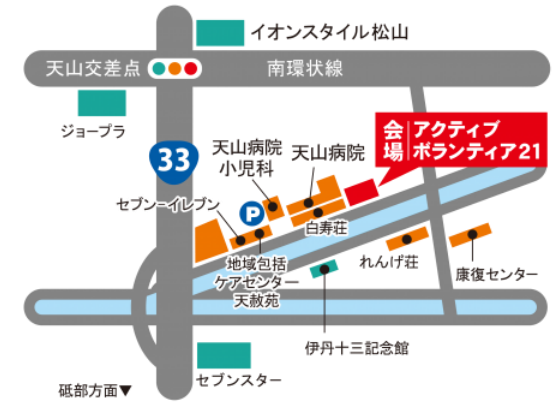 イオンスタイル松山
天山交差点
南環状線
ジョープラ
33
天山病院
小児科
天山病院
会場
アクティブ
ボランティア21
セブン-イレブン
P
白寿荘
地域包括
ケアセンター
天赦苑
れんげ荘
康復センター
伊丹十三記念館
セブンスター
砥部方面▼